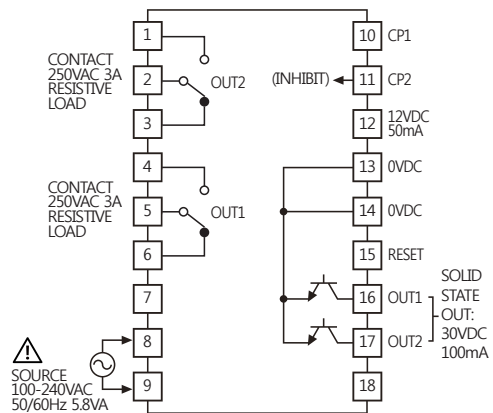 1
2
3
4
5
6
7
8
9
CONTACT
250VAC 3A
RESISTIVE
LOAD
OUT2
CONTACT
250VAC 3A
RESISTIVE
LOAD
OUT1
SOURCE
100-240VAC
50/60Hz 5.8VA
10 CP1
(INHIBIT) 11 CP2
12 12VDC
50mA
13 0VDC
14 0VDC
15 RESET
16 OUT1
17 OUT2
18
SOLID
STATE
OUT:
30VDC
100mA